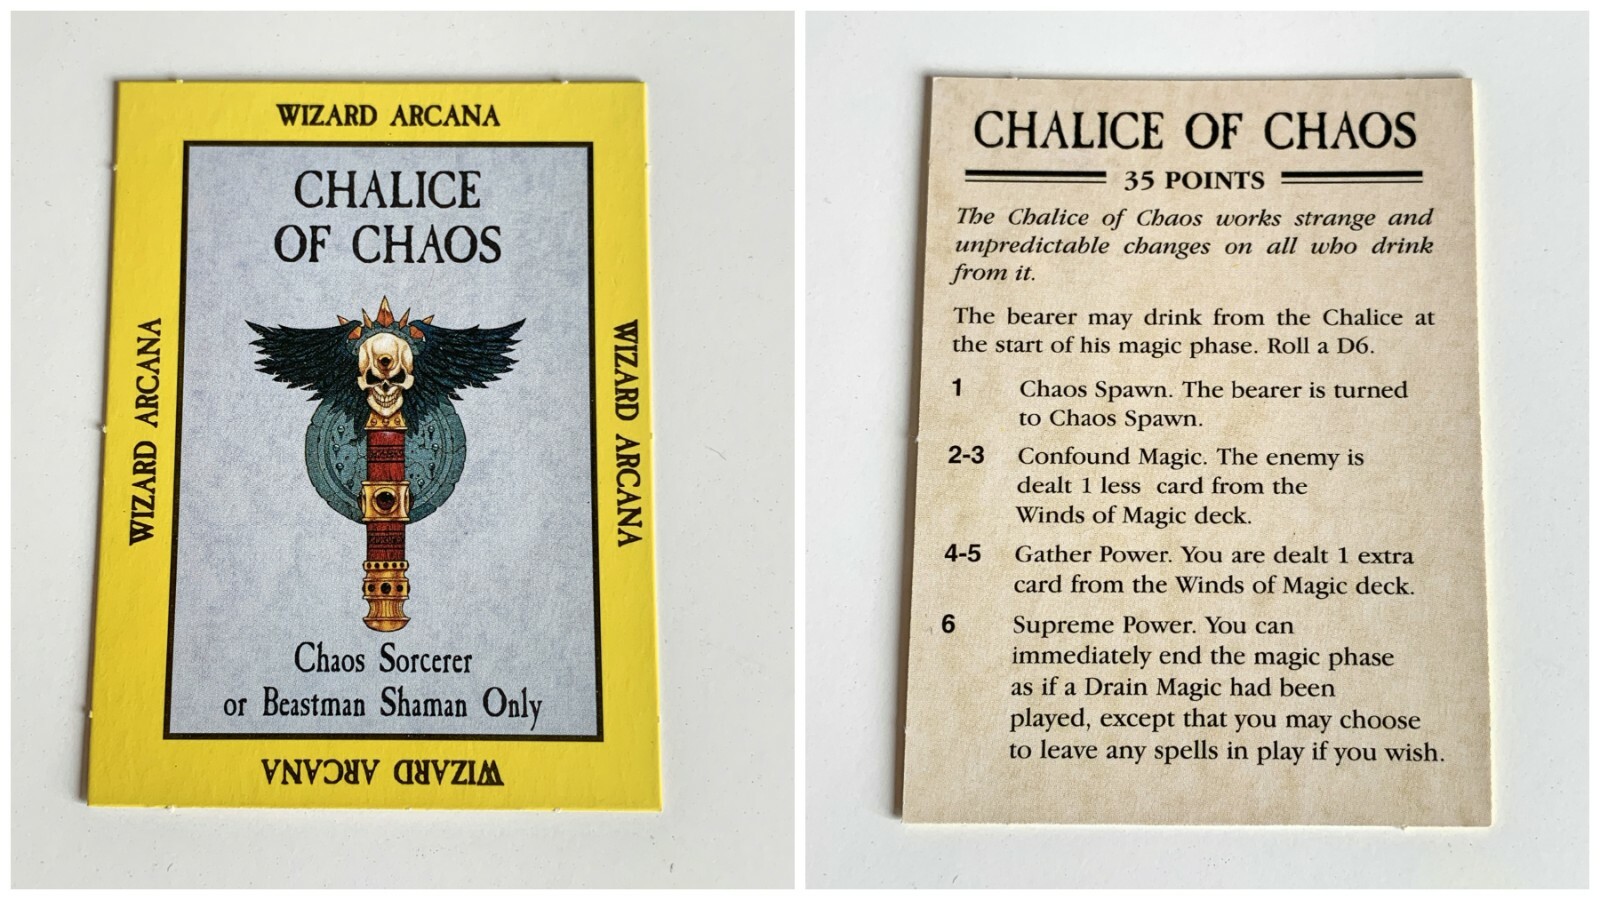 WIZARD ARCANA
CHALICE
OF CHAOS
WIZARD ARCANA
WIZARD ARCANA
Chaos Sorcerer
or Beastman Shaman Only
WIZARD ARCANA
CHALICE OF CHAOS
35 POINTS
The Chalice of Chaos works strange and
unpredictable changes on all who drink
from it.
The bearer may drink from the Chalice at
the start of his magic phase. Roll a D6.
1 Chaos Spawn. The bearer is turned
to Chaos Spawn.
2-3 Confound Magic. The enemy is
dealt 1 less card from the
Winds of Magic deck.
4-5 Gather Power. You are dealt 1 extra
card from the Winds of Magic deck.
6 Supreme Power. You can
immediately end the magic phase
as if a Drain Magic had been
played, except that you may choose
to leave any spells in play if you wish.